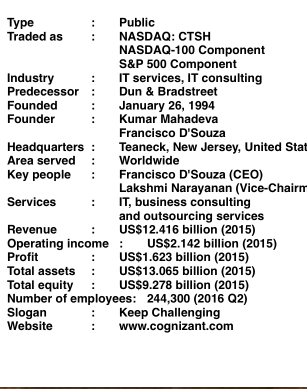 Type : Public
Traded as : NASDAQ: CTSH
NASDAQ-100 Component
S&P 500 Component
Industry : IT services, IT consulting
Predecessor : Dun & Bradstreet
Founded : January 26, 1994
Founder : Kumar Mahadeva
Francisco D'Souza
Headquarters : Teaneck, New Jersey, United Stat
Area served : Worldwide
Key people : Francisco D'Souza (CEO)
Lakshmi Narayanan (Vice-Chairm
Services : IT, business consulting
and outsourcing services
Revenue : US$12.416 billion (2015)
Operating income : US$2.142 billion (2015)
Profit : US$1.623 billion (2015)
Total assets : US$13.065 billion (2015)
Total equity : US$9.278 billion (2015)
Number of employees: 244,300 (2016 Q2)
Slogan : Keep Challenging
Website : www.cognizant.com